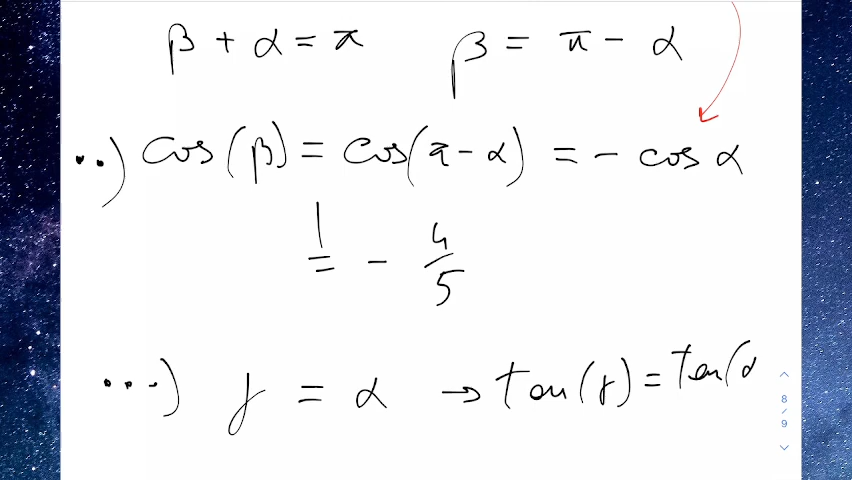 β + α = π β = π - α
..) cos(β) = cos(π - α) = - cos α
! = - 4/5
...) γ = α → tan(γ) = tan(α
8
/
9